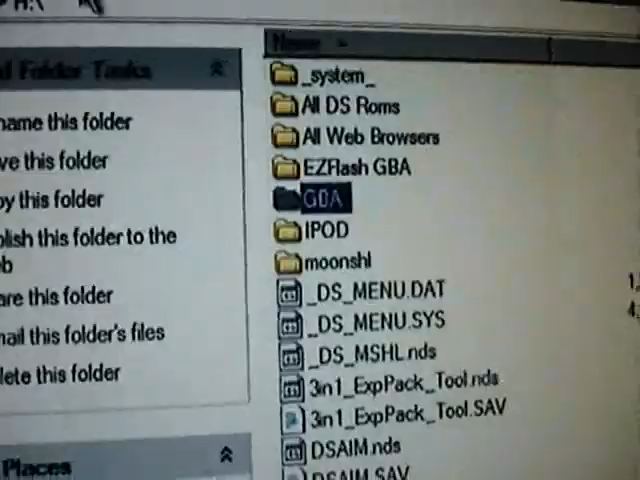 H:\
Name
d Folder Tasks
name this folder
ve this folder
py this folder
blish this folder to the
b
are this folder
mail this folder's files
lete this folder
Places
_system_
All DS Roms
All Web Browsers
EZFlash GBA
GBA
IPOD
moonshl
_DS_MENU.DAT
_DS_MENU.SYS
_DS_MSHL.nds
3in1_ExpPack_Tool.nds
3in1_ExpPack_Tool.SAV
DSAIM.nds
DSAIM.SAV
1,
4,